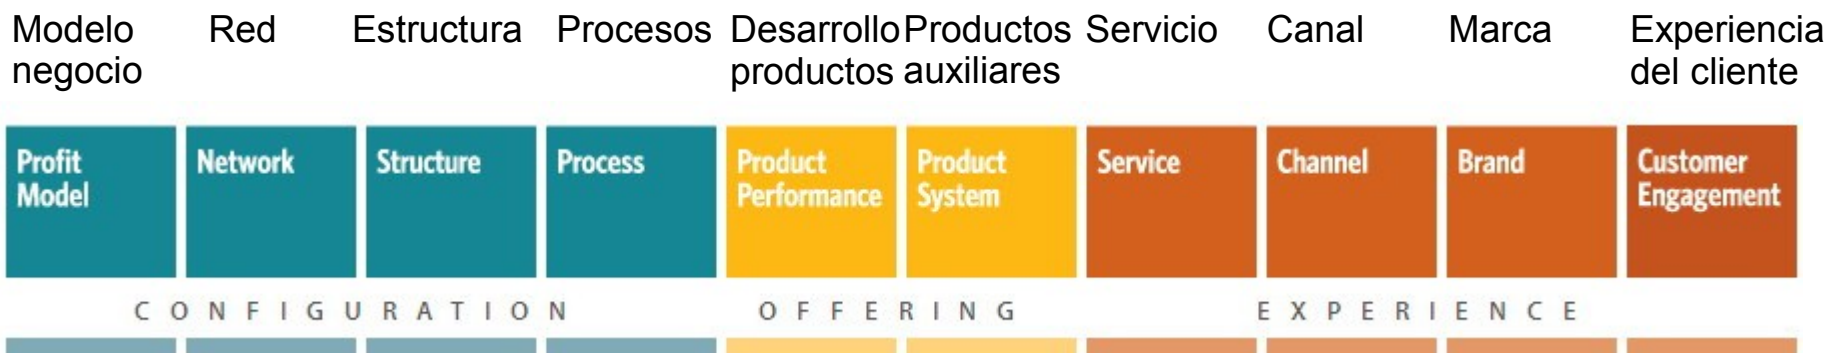 Modelo negocio
Red
Estructura
Procesos
Desarrollo productos
Productos auxiliares
Servicio
Canal
Marca
Experiencia del cliente
Profit Model
Network
Structure
Process
Product Performance
Product System
Service
Channel
Brand
Customer Engagement
CONFIGURATION
OFFERING
EXPERIENCE